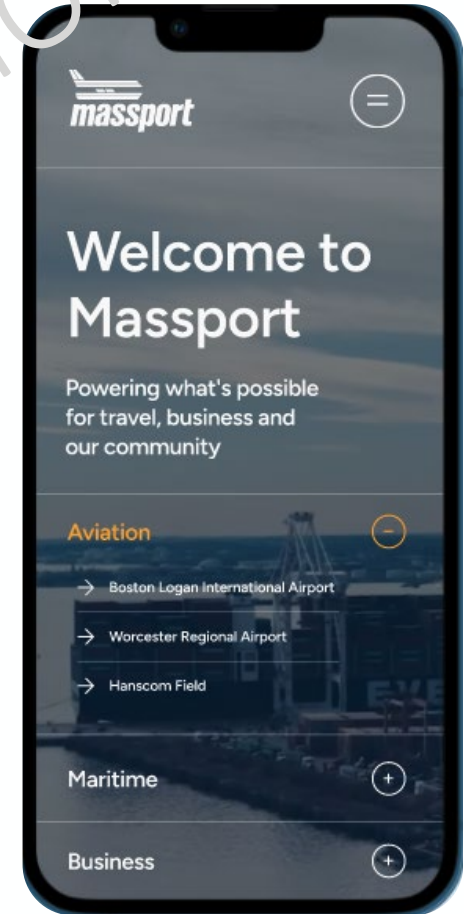 massport
Welcome to
Massport
Powering what's possible
for travel, business and
our community
Aviation
Boston Logan International Airport
Worcester Regional Airport
Hanscom Field
Maritime
Business